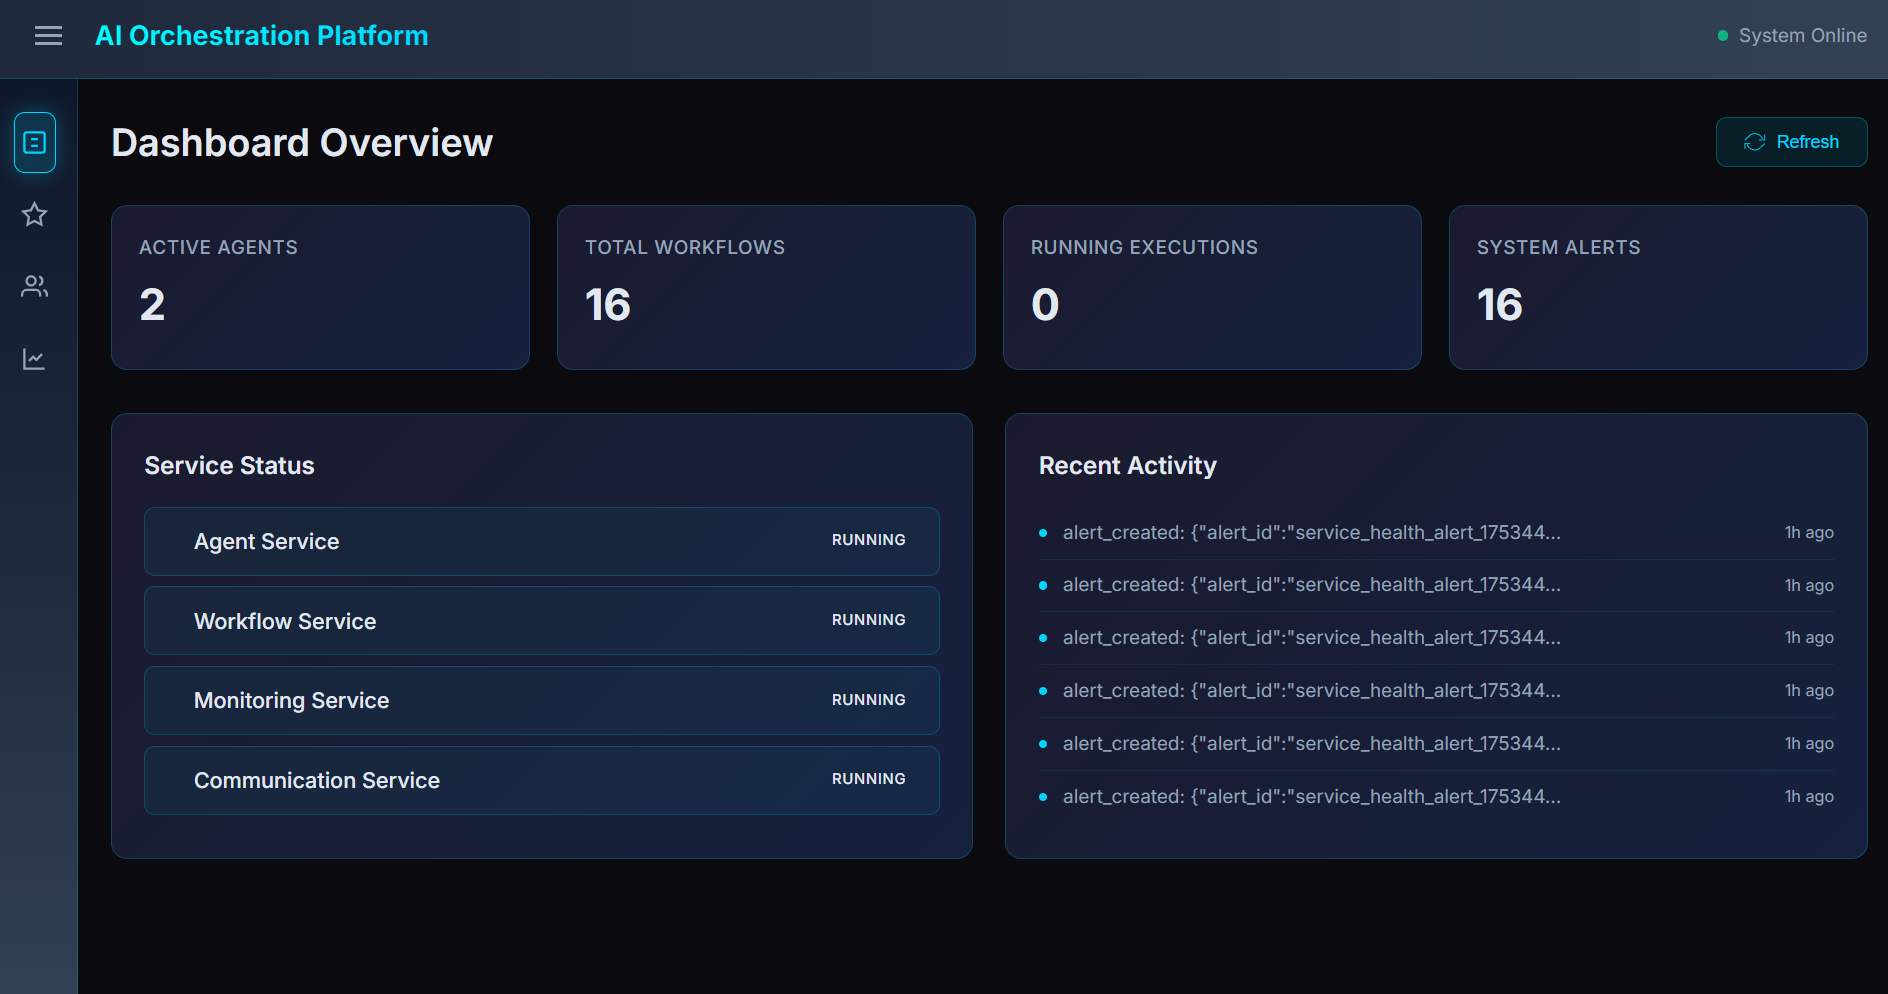 AI Orchestration Platform
System Online
Dashboard Overview
Refresh
ACTIVE AGENTS
2
TOTAL WORKFLOWS
16
RUNNING EXECUTIONS
0
SYSTEM ALERTS
16
Service Status
Agent Service RUNNING
Workflow Service RUNNING
Monitoring Service RUNNING
Communication Service RUNNING
Recent Activity
alert_created: {"alert_id":"service_health_alert_175344... 1h ago
alert_created: {"alert_id":"service_health_alert_175344... 1h ago
alert_created: {"alert_id":"service_health_alert_175344... 1h ago
alert_created: {"alert_id":"service_health_alert_175344... 1h ago
alert_created: {"alert_id":"service_health_alert_175344... 1h ago
alert_created: {"alert_id":"service_health_alert_175344... 1h ago